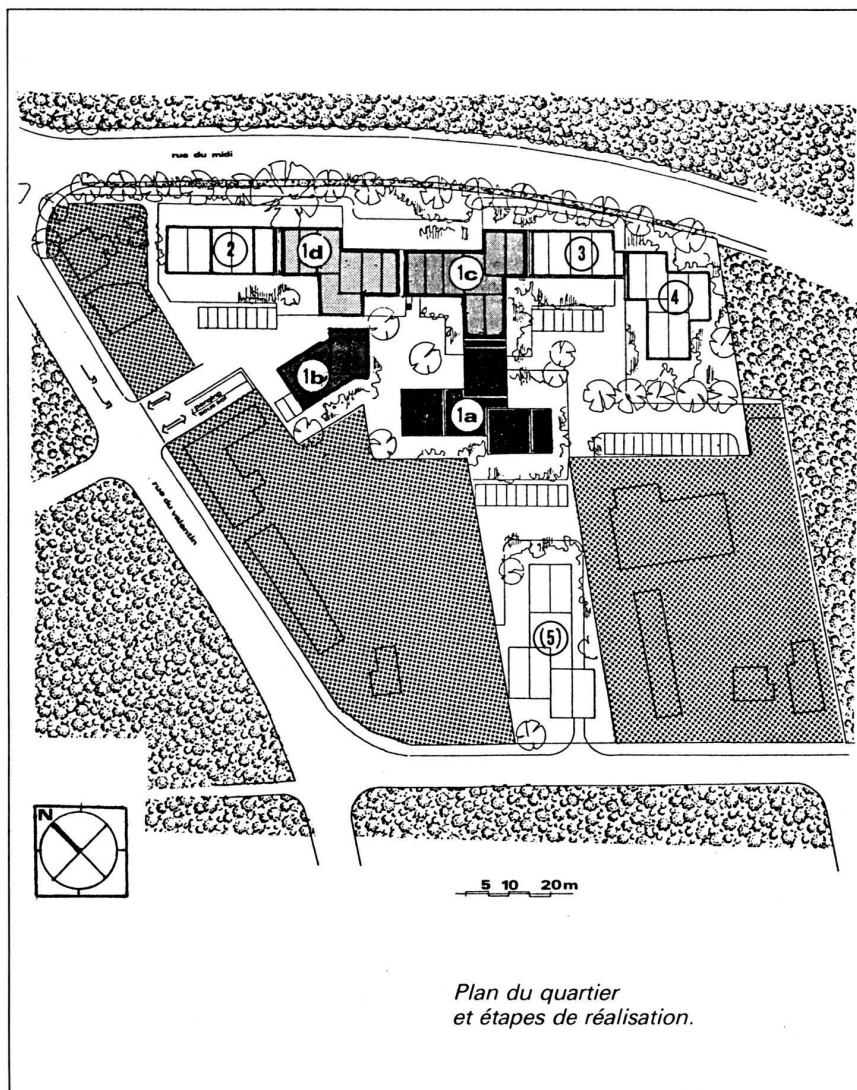 rue du midi
2
1d
1c
3
4
1b
1a
rue du valentin
(5)
N
5 10 20m
Plan du quartier
et étapes de réalisation.